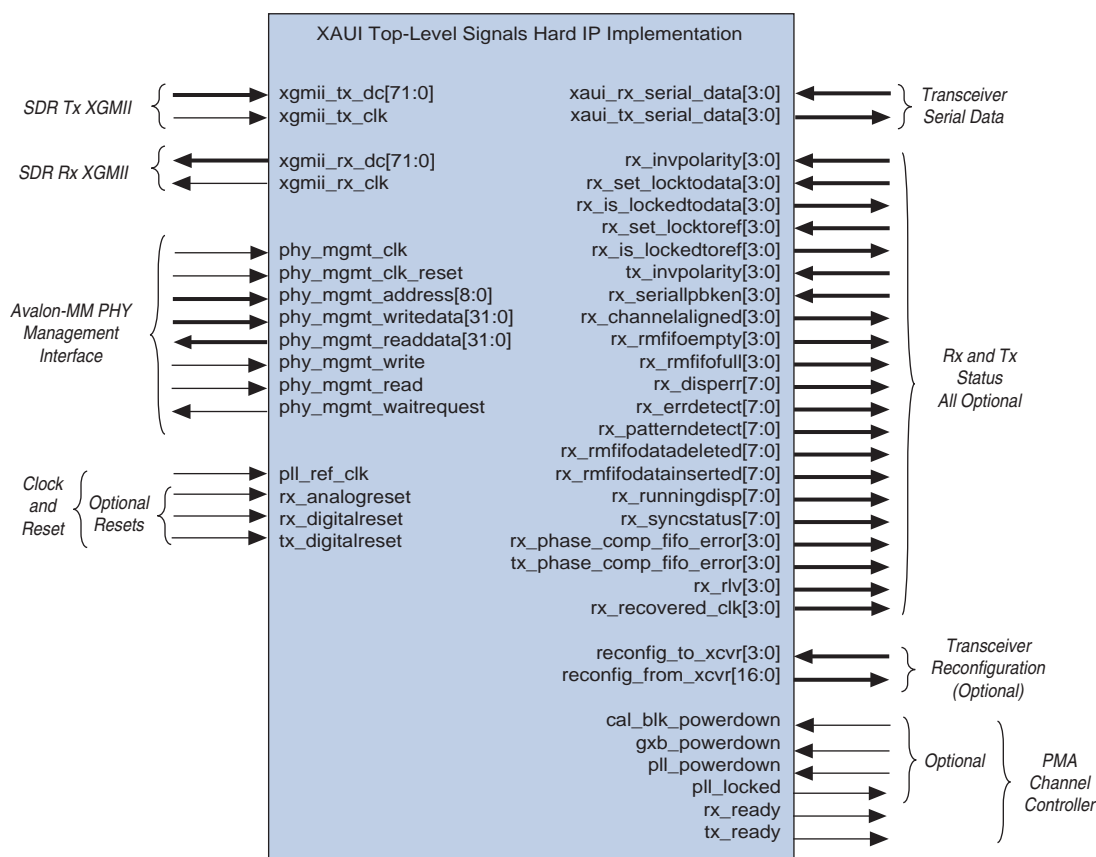 XAUI Top-Level Signals Hard IP Implementation
SDR Tx XGMII
xgmii_tx_dc[71:0]
xgmii_tx_clk
SDR Rx XGMII
xgmii_rx_dc[71:0]
xgmii_rx_clk
Avalon-MM PHY
Management
Interface
phy_mgmt_clk
phy_mgmt_clk_reset
phy_mgmt_address[8:0]
phy_mgmt_writedata[31:0]
phy_mgmt_readdata[31:0]
phy_mgmt_write
phy_mgmt_read
phy_mgmt_waitrequest
Clock
and
Reset
Optional
Resets
pll_ref_clk
rx_analogreset
rx_digitalreset
tx_digitalreset
xaui_rx_serial_data[3:0]
xaui_tx_serial_data[3:0]
Transceiver
Serial Data
rx_invpolarity[3:0]
rx_set_locktodata[3:0]
rx_is_lockedtodata[3:0]
rx_set_locktoref[3:0]
rx_is_lockedtoref[3:0]
tx_invpolarity[3:0]
rx_seriallpbken[3:0]
rx_channelaligned[3:0]
rx_rmfifoempty[3:0]
rx_rmfifofull[3:0]
rx_disperr[7:0]
rx_errdetect[7:0]
rx_patterndetect[7:0]
rx_rmfifodatadeleted[7:0]
rx_rmfifodatainserted[7:0]
rx_runningdisp[7:0]
rx_syncstatus[7:0]
rx_phase_comp_fifo_error[3:0]
tx_phase_comp_fifo_error[3:0]
rx_rlv[3:0]
rx_recovered_clk[3:0]
Rx and Tx
Status
All Optional
reconfig_to_xcvr[3:0]
reconfig_from_xcvr[16:0]
Transceiver
Reconfiguration
(Optional)
cal_blk_powerdown
gxb_powerdown
pll_powerdown
pll_locked
rx_ready
tx_ready
Optional
PMA
Channel
Controller